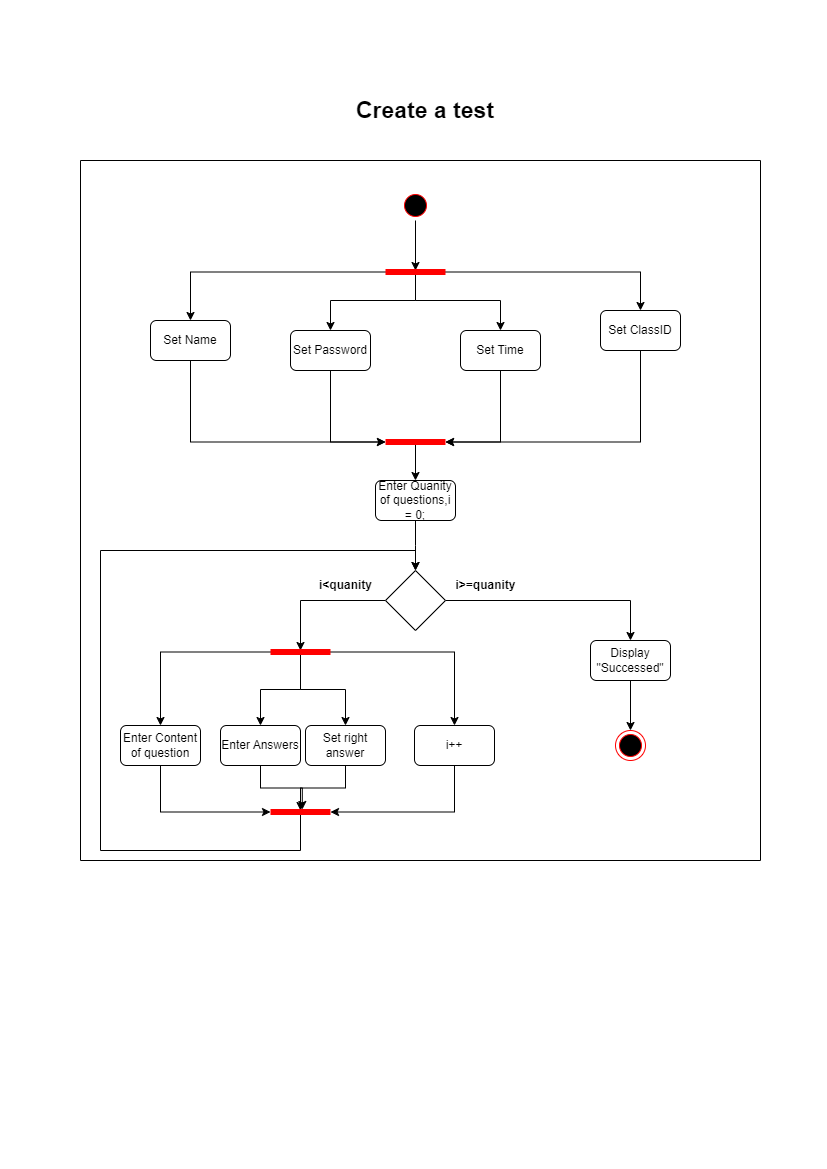 Create a test
Set Name
Set Password
Set Time
Set ClassID
Enter Quanity
of questions,i
= 0;
i<quanity
i>=quanity
Display
"Successed"
Enter Content
of question
Enter Answers
Set right
answer
i++